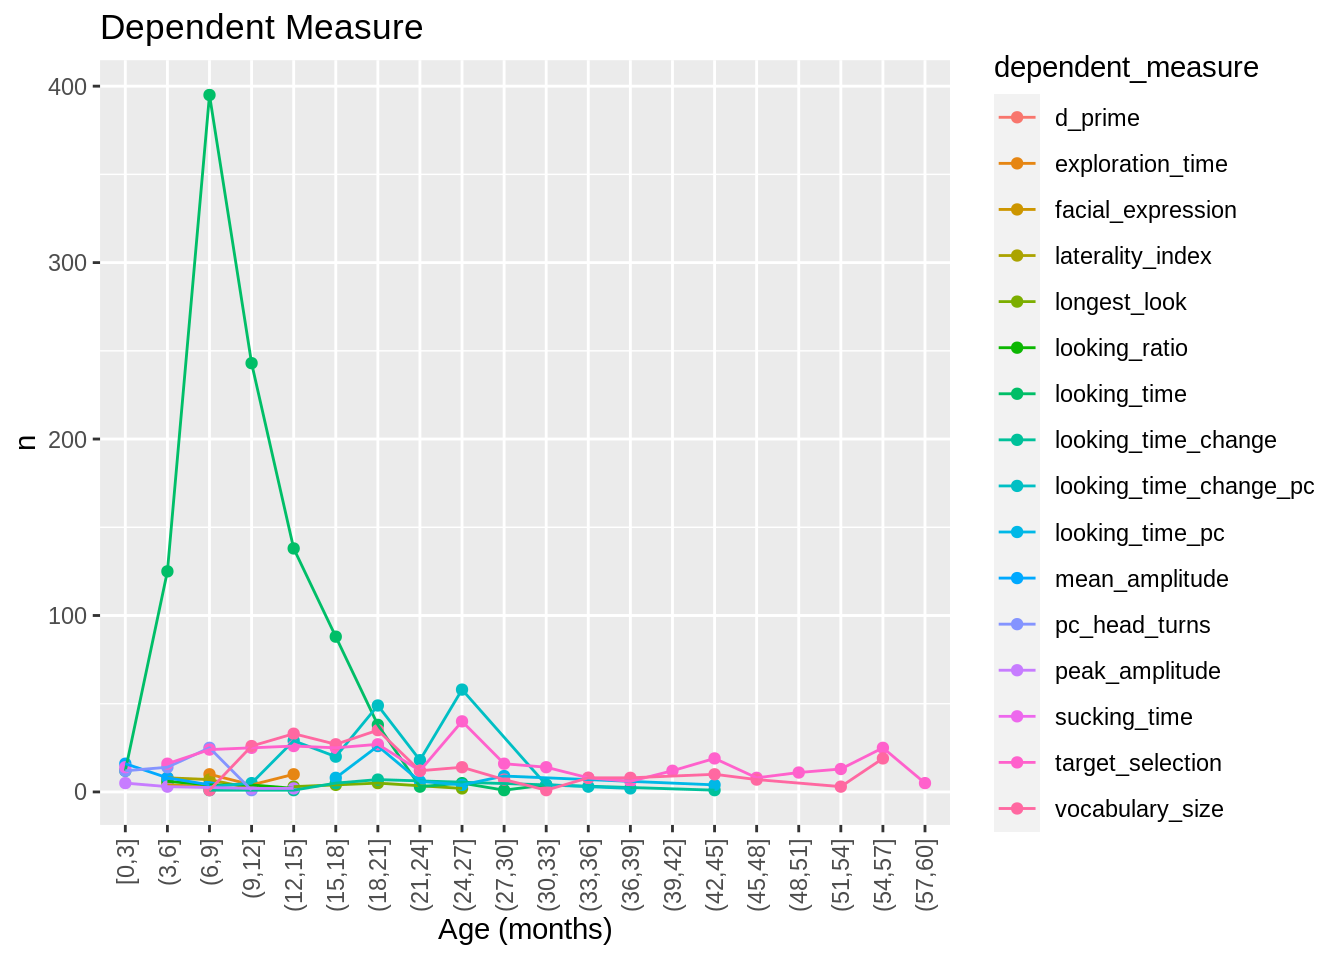 Dependent Measure
400
300
200
100
0
n
[0,3]
(3,6]
(6,9]
(9,12]
(12,15]
(15,18]
(18,21]
(21,24]
(24,27]
(27,30]
(30,33]
(33,36]
(36,39]
(39,42]
(42,45]
(45,48]
(48,51]
(51,54]
(54,57]
(57,60]
Age (months)
dependent_measure
d_prime
exploration_time
facial_expression
laterality_index
longest_look
looking_ratio
looking_time
looking_time_change
looking_time_change_pc
looking_time_pc
mean_amplitude
pc_head_turns
peak_amplitude
sucking_time
target_selection
vocabulary_size